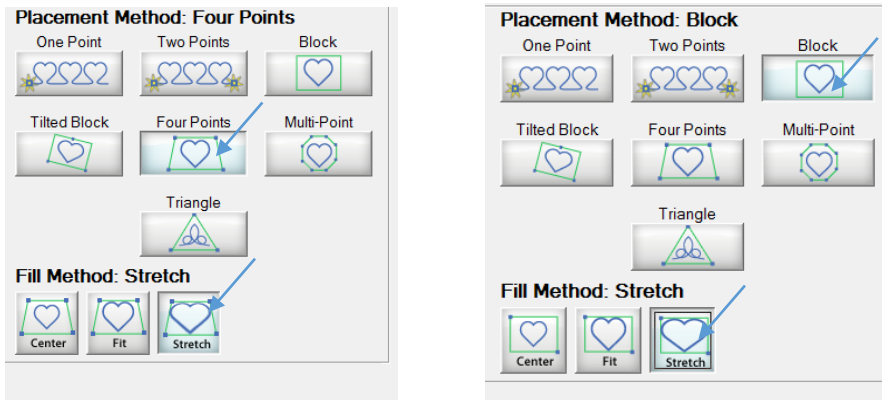 Placement Method: Four Points
One Point Two Points Block
Tilted Block Four Points Multi-Point
Triangle
Fill Method: Stretch
Center Fit Stretch
Placement Method: Block
One Point Two Points Block
Tilted Block Four Points Multi-Point
Triangle
Fill Method: Stretch
Center Fit Stretch